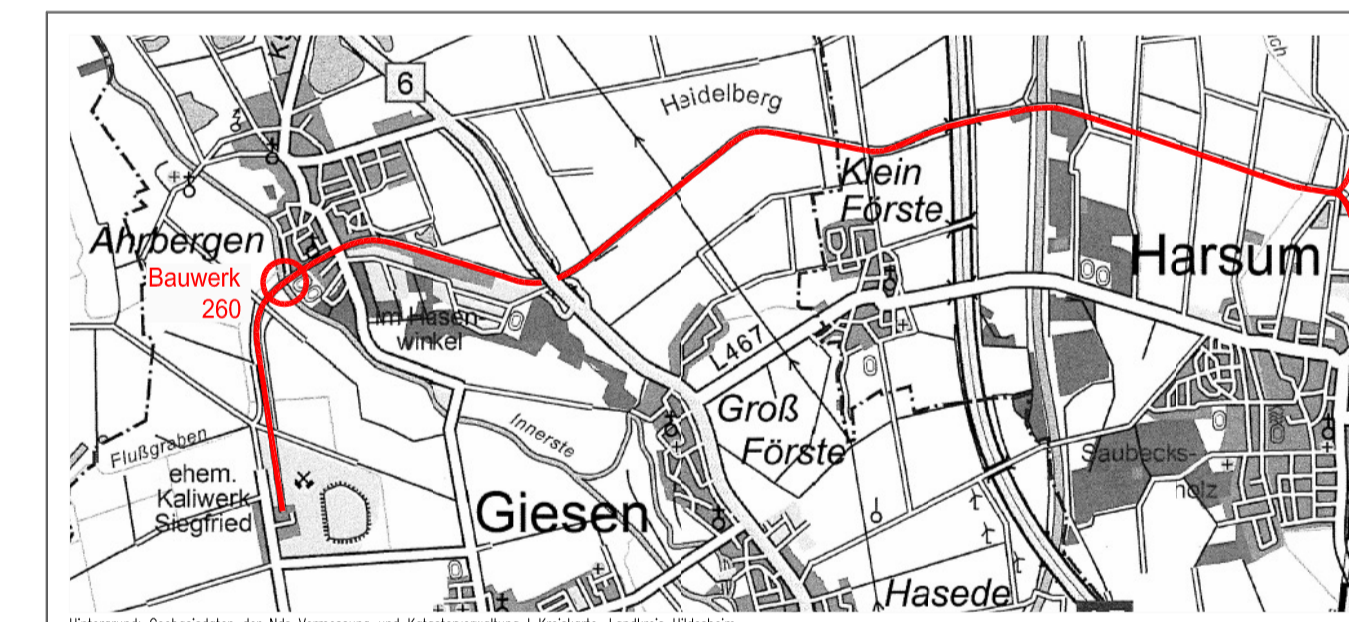 6
Heidelberg
Klein
Förste
Ahrbergen
Harsum
Bauwerk
260
Im Hasen-
winkel
L467
Groß
Förste
Innerste
Flußgraben
Saubecks-
holz
ehem.
Kaliwerk
Siegfried
Giesen
Hasede